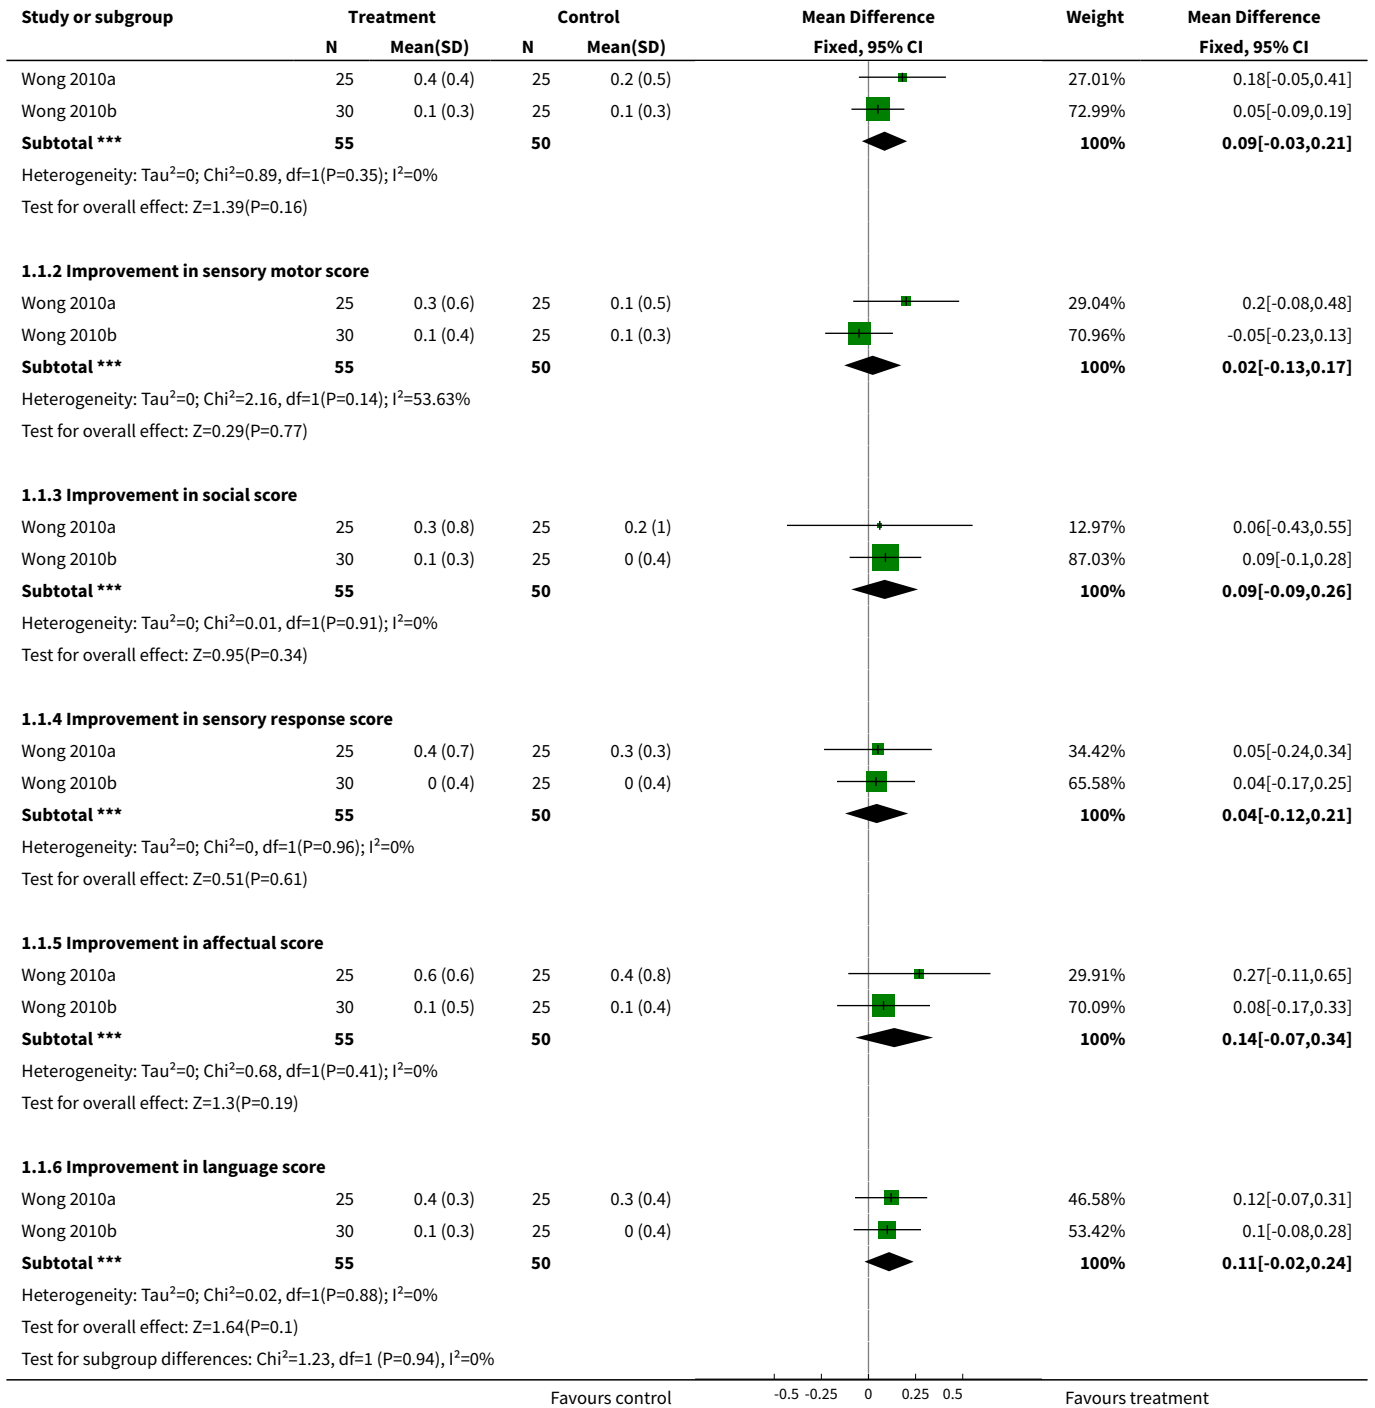 Study or subgroup Treatment Control Mean Difference Weight Mean Difference
N Mean(SD) N Mean(SD) Fixed, 95% CI Fixed, 95% CI
Wong 2010a 25 0.4 (0.4) 25 0.2 (0.5) 27.01% 0.18[-0.05,0.41]
Wong 2010b 30 0.1 (0.3) 25 0.1 (0.3) 72.99% 0.05[-0.09,0.19]
Subtotal *** 55 50 100% 0.09[-0.03,0.21]
Heterogeneity: Tau²=0; Chi²=0.89, df=1(P=0.35); I²=0%
Test for overall effect: Z=1.39(P=0.16)
1.1.2 Improvement in sensory motor score
Wong 2010a 25 0.3 (0.6) 25 0.1 (0.5) 29.04% 0.2[-0.08,0.48]
Wong 2010b 30 0.1 (0.4) 25 0.1 (0.3) 70.96% -0.05[-0.23,0.13]
Subtotal *** 55 50 100% 0.02[-0.13,0.17]
Heterogeneity: Tau²=0; Chi²=2.16, df=1(P=0.14); I²=53.63%
Test for overall effect: Z=0.29(P=0.77)
1.1.3 Improvement in social score
Wong 2010a 25 0.3 (0.8) 25 0.2 (1) 12.97% 0.06[-0.43,0.55]
Wong 2010b 30 0.1 (0.3) 25 0 (0.4) 87.03% 0.09[-0.1,0.28]
Subtotal *** 55 50 100% 0.09[-0.09,0.26]
Heterogeneity: Tau²=0; Chi²=0.01, df=1(P=0.91); I²=0%
Test for overall effect: Z=0.95(P=0.34)
1.1.4 Improvement in sensory response score
Wong 2010a 25 0.4 (0.7) 25 0.3 (0.3) 34.42% 0.05[-0.24,0.34]
Wong 2010b 30 0 (0.4) 25 0 (0.4) 65.58% 0.04[-0.17,0.25]
Subtotal *** 55 50 100% 0.04[-0.12,0.21]
Heterogeneity: Tau²=0; Chi²=0, df=1(P=0.96); I²=0%
Test for overall effect: Z=0.51(P=0.61)
1.1.5 Improvement in affectual score
Wong 2010a 25 0.6 (0.6) 25 0.4 (0.8) 29.91% 0.27[-0.11,0.65]
Wong 2010b 30 0.1 (0.5) 25 0.1 (0.4) 70.09% 0.08[-0.17,0.33]
Subtotal *** 55 50 100% 0.14[-0.07,0.34]
Heterogeneity: Tau²=0; Chi²=0.68, df=1(P=0.41); I²=0%
Test for overall effect: Z=1.3(P=0.19)
1.1.6 Improvement in language score
Wong 2010a 25 0.4 (0.3) 25 0.3 (0.4) 46.58% 0.12[-0.07,0.31]
Wong 2010b 30 0.1 (0.3) 25 0 (0.4) 53.42% 0.1[-0.08,0.28]
Subtotal *** 55 50 100% 0.11[-0.02,0.24]
Heterogeneity: Tau²=0; Chi²=0.02, df=1(P=0.88); I²=0%
Test for overall effect: Z=1.64(P=0.1)
Test for subgroup differences: Chi²=1.23, df=1 (P=0.94), I²=0%
Favours control -0.5 -0.25 0 0.25 0.5 Favours treatment